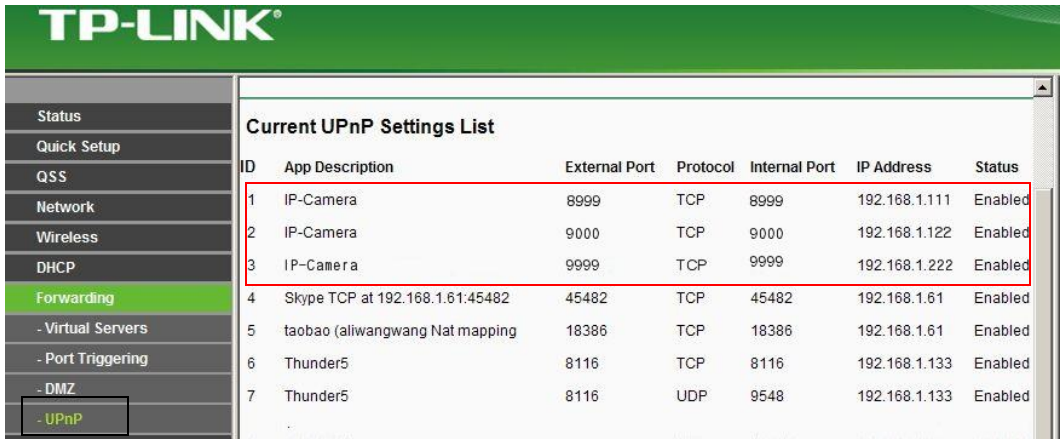 TP-LINK®
Status
Quick Setup
QSS
Network
Wireless
DHCP
Forwarding
- Virtual Servers
- Port Triggering
- DMZ
- UPnP
Current UPnP Settings List
ID App Description External Port Protocol Internal Port IP Address Status
1 IP-Camera 8999 TCP 8999 192.168.1.111 Enabled
2 IP-Camera 9000 TCP 9000 192.168.1.122 Enabled
3 IP-Camera 9999 TCP 9999 192.168.1.222 Enabled
4 Skype TCP at 192.168.1.61:45482 45482 TCP 45482 192.168.1.61 Enabled
5 taobao (aliwangwang Nat mapping 18386 TCP 18386 192.168.1.61 Enabled
6 Thunder5 8116 TCP 8116 192.168.1.133 Enabled
7 Thunder5 8116 UDP 9548 192.168.1.133 Enabled